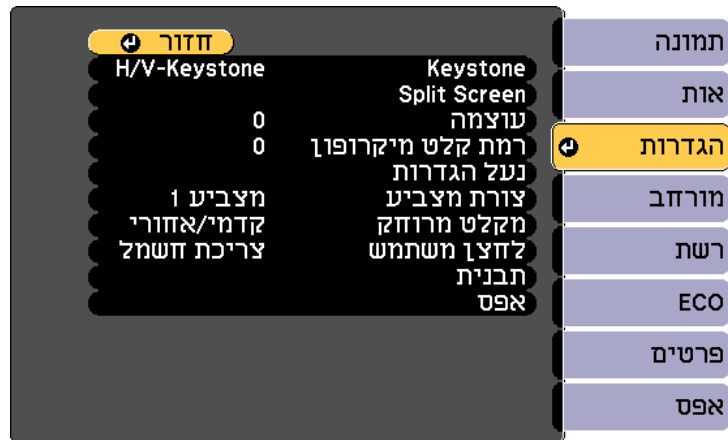 תמונה
אות
הגדרות
מורחב
רשת
ECO
פרטים
אפס
חזור
Keystone H/V-Keystone
Split Screen
עוצמה 0
רמת קלט מיקרופון 0
נעל הגדרות
צורת מצביע מצביע 1
מקלט מרוחק קדמי/אחורי
לחצן משתמש צריכת חשמל
תבנית
אפס